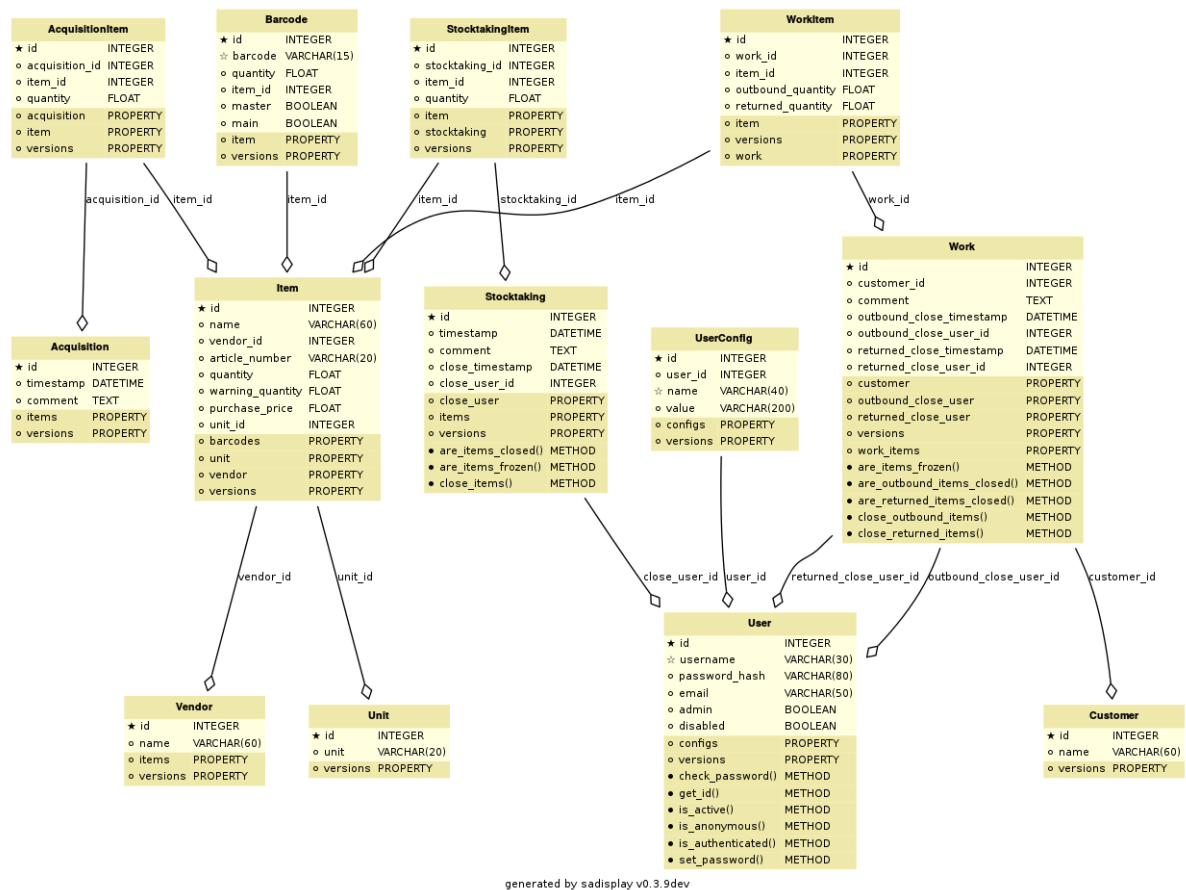 AcquisitionItem
★ id INTEGER
○ acquisition_id INTEGER
○ item_id INTEGER
○ quantity FLOAT
○ acquisition PROPERTY
○ item PROPERTY
○ versions PROPERTY
Barcode
★ id INTEGER
☆ barcode VARCHAR(15)
○ quantity FLOAT
○ item_id INTEGER
○ master BOOLEAN
○ main BOOLEAN
○ item PROPERTY
○ versions PROPERTY
StocktakingItem
★ id INTEGER
○ stocktaking_id INTEGER
○ item_id INTEGER
○ quantity FLOAT
○ item PROPERTY
○ stocktaking PROPERTY
○ versions PROPERTY
WorkItem
★ id INTEGER
○ work_id INTEGER
○ item_id INTEGER
○ outbound_quantity FLOAT
○ returned_quantity FLOAT
○ item PROPERTY
○ versions PROPERTY
○ work PROPERTY
acquisition_id
item_id
item_id
item_id
stocktaking_id
item_id
work_id
Acquisition
★ id INTEGER
○ timestamp DATETIME
○ comment TEXT
○ items PROPERTY
○ versions PROPERTY
Item
★ id INTEGER
○ name VARCHAR(60)
○ vendor_id INTEGER
○ article_number VARCHAR(20)
○ quantity FLOAT
○ warning_quantity FLOAT
○ purchase_price FLOAT
○ unit_id INTEGER
○ barcodes PROPERTY
○ unit PROPERTY
○ vendor PROPERTY
○ versions PROPERTY
Stocktaking
★ id INTEGER
○ timestamp DATETIME
○ comment TEXT
○ close_timestamp DATETIME
○ close_user_id INTEGER
○ close_user PROPERTY
○ items PROPERTY
○ versions PROPERTY
● are_items_closed() METHOD
● are_items_frozen() METHOD
● close_items() METHOD
UserConfig
★ id INTEGER
○ user_id INTEGER
☆ name VARCHAR(40)
○ value VARCHAR(200)
○ configs PROPERTY
○ versions PROPERTY
Work
★ id INTEGER
○ customer_id INTEGER
○ comment TEXT
○ outbound_close_timestamp DATETIME
○ outbound_close_user_id INTEGER
○ returned_close_timestamp DATETIME
○ returned_close_user_id INTEGER
○ customer PROPERTY
○ outbound_close_user PROPERTY
○ returned_close_user PROPERTY
○ versions PROPERTY
○ work_items PROPERTY
● are_items_frozen() METHOD
● are_outbound_items_closed() METHOD
● are_returned_items_closed() METHOD
● close_outbound_items() METHOD
● close_returned_items() METHOD
vendor_id
unit_id
close_user_id
user_id
returned_close_user_id
outbound_close_user_id
customer_id
Vendor
★ id INTEGER
○ name VARCHAR(60)
○ items PROPERTY
○ versions PROPERTY
Unit
★ id INTEGER
○ unit VARCHAR(20)
○ versions PROPERTY
User
★ id INTEGER
☆ username VARCHAR(30)
○ password_hash VARCHAR(80)
○ email VARCHAR(50)
○ admin BOOLEAN
○ disabled BOOLEAN
○ configs PROPERTY
○ versions PROPERTY
● check_password() METHOD
● get_id() METHOD
● is_active() METHOD
● is_anonymous() METHOD
● is_authenticated() METHOD
● set_password() METHOD
Customer
★ id INTEGER
○ name VARCHAR(60)
○ versions PROPERTY
generated by sadisplay v0.3.9dev